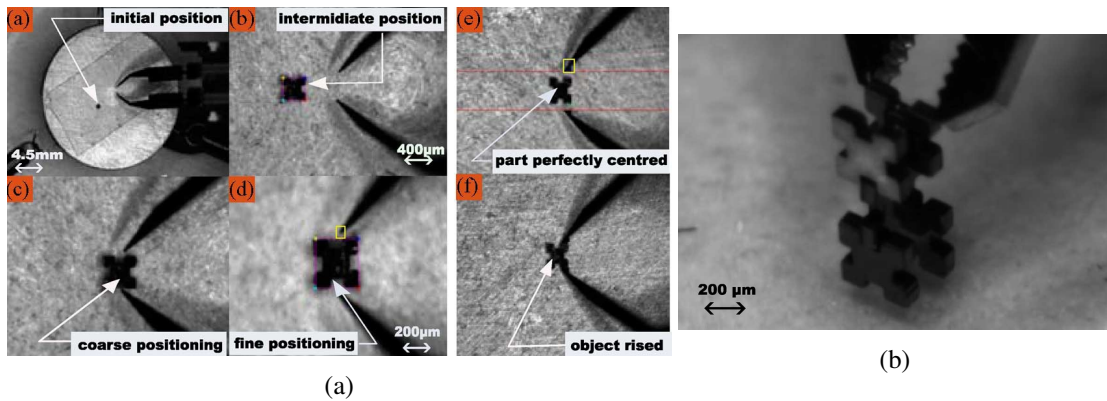 (a)
initial position
4.5mm
(b)
intermidiate position
400µm
(c)
coarse positioning
(d)
fine positioning
200µm
(e)
part perfectly centred
(f)
object rised
(a)
200 µm
(b)